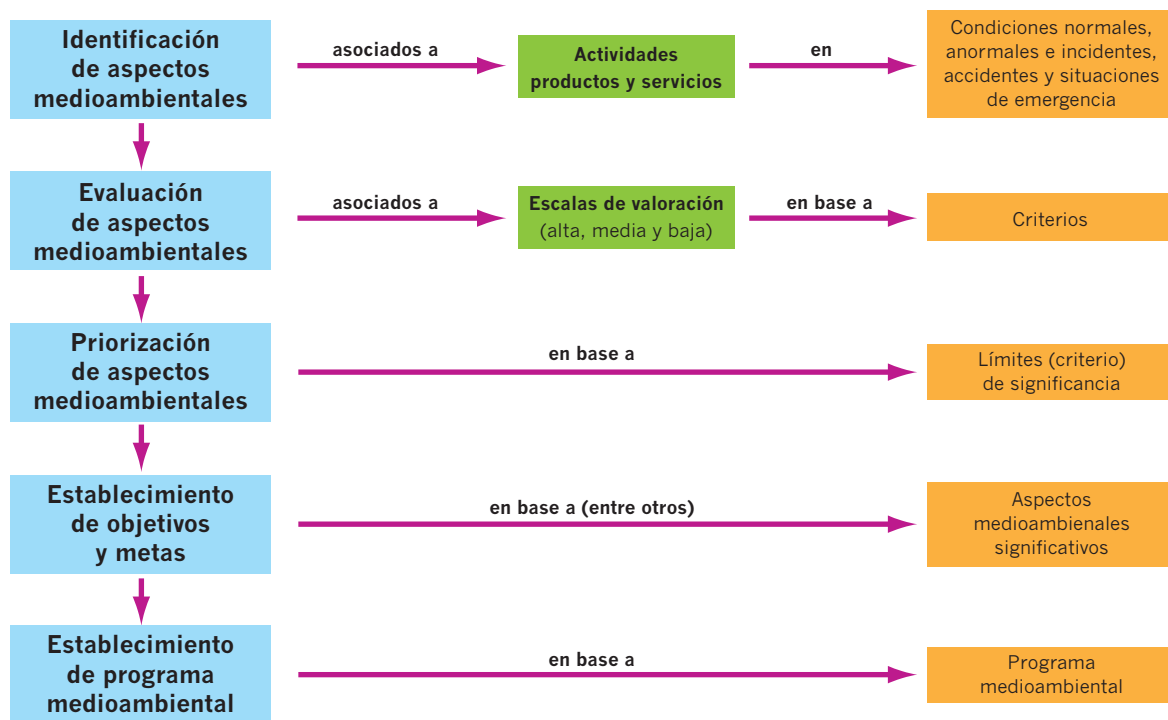 Identificación
de aspectos
medioambientales
asociados a
Actividades
productos y servicios
en
Condiciones normales,
anormales e incidentes,
accidentes y situaciones
de emergencia
Evaluación
de aspectos
medioambientales
asociados a
Escalas de valoración
(alta, media y baja)
en base a
Criterios
Priorización
de aspectos
medioambientales
en base a
Límites (criterio)
de significancia
Establecimiento
de objetivos
y metas
en base a (entre otros)
Aspectos
medioambienales
significativos
Establecimiento
de programa
medioambiental
en base a
Programa
medioambiental